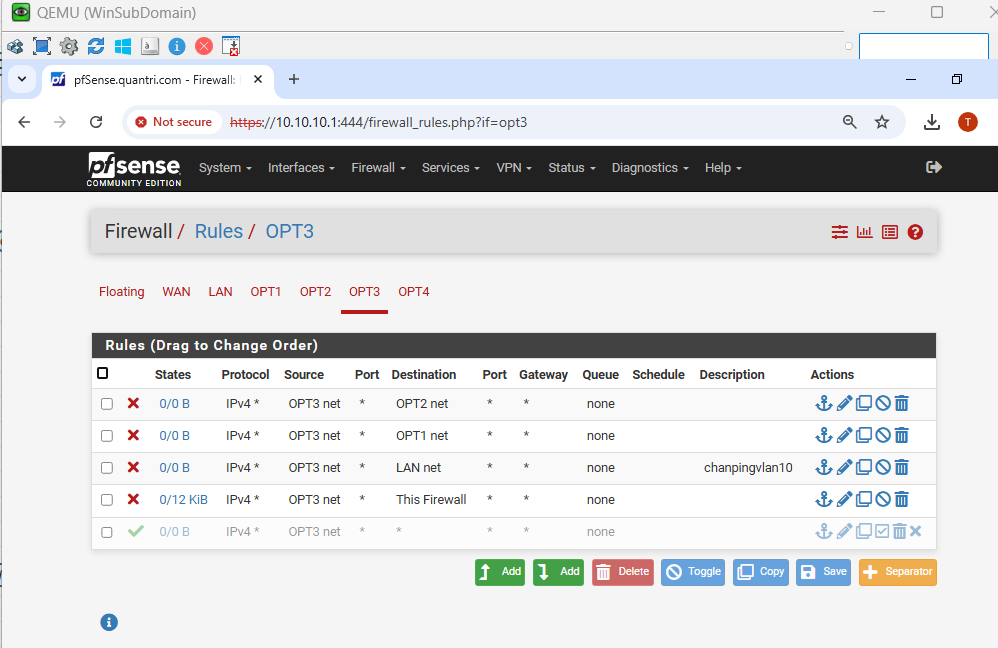 QEMU (WinSubDomain)
pfSense.quantri.com - Firewall:
Not secure https://10.10.10.1:444/firewall_rules.php?if=opt3 T
pfsense COMMUNITY EDITION System Interfaces Firewall Services VPN Status Diagnostics Help
Firewall / Rules / OPT3
Floating WAN LAN OPT1 OPT2 OPT3 OPT4
Rules (Drag to Change Order)
States Protocol Source Port Destination Port Gateway Queue Schedule Description Actions
0/0 B IPv4 * OPT3 net * OPT2 net * * none
0/0 B IPv4 * OPT3 net * OPT1 net * * none
0/0 B IPv4 * OPT3 net * LAN net * * none chanpingvlan10
0/12 KiB IPv4 * OPT3 net * This Firewall * * none
0/0 B IPv4 * OPT3 net * * * * none
Add Add Delete Toggle Copy Save Separator